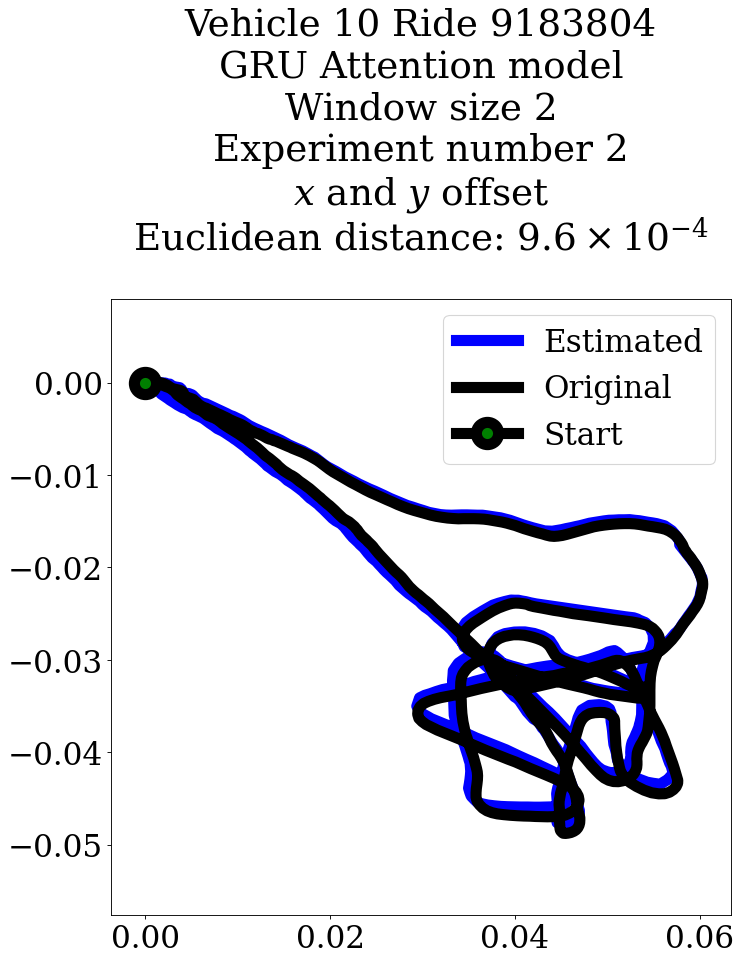 Vehicle 10 Ride 9183804
GRU Attention model
Window size 2
Experiment number 2
x and y offset
Euclidean distance: 9.6 × 10⁻⁴
Estimated
Original
Start
0.00
−0.01
−0.02
−0.03
−0.04
−0.05
0.00 0.02 0.04 0.06